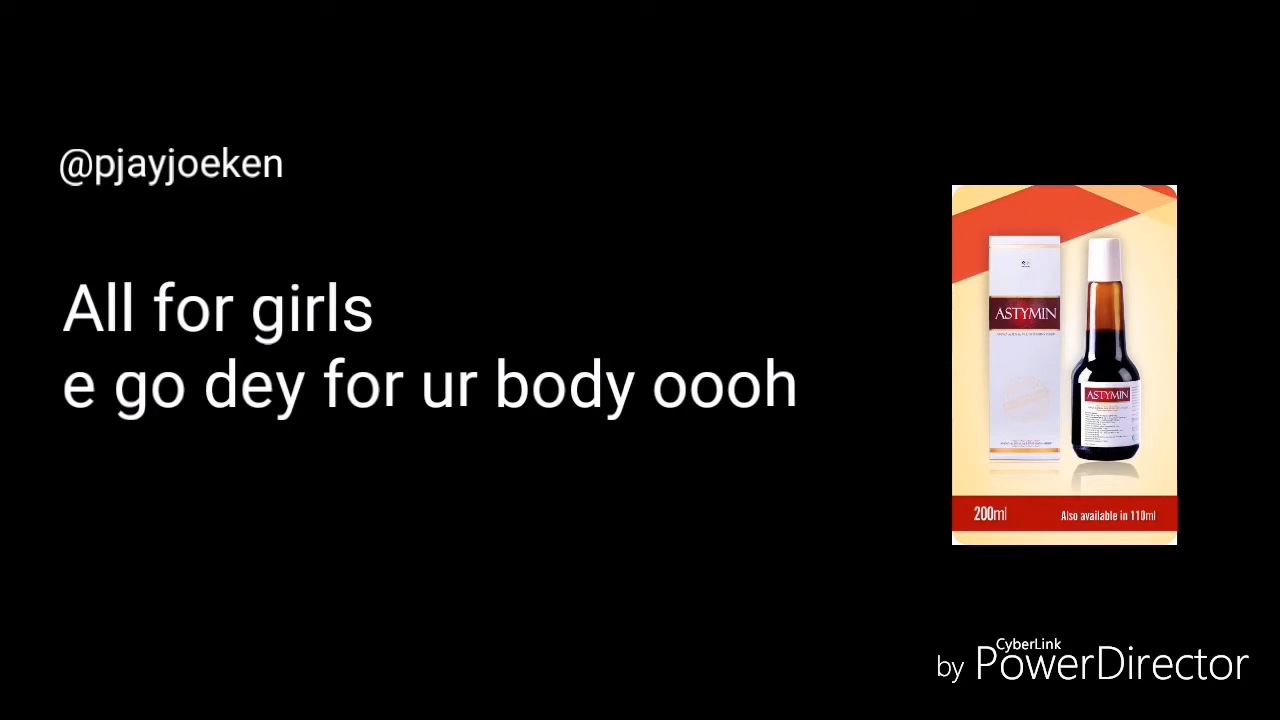 @pjayjoeken
All for girls
e go dey for ur body oooh
ASTYMIN
ASTYMIN
200ml
Also available in 110ml
CyberLink
by PowerDirector